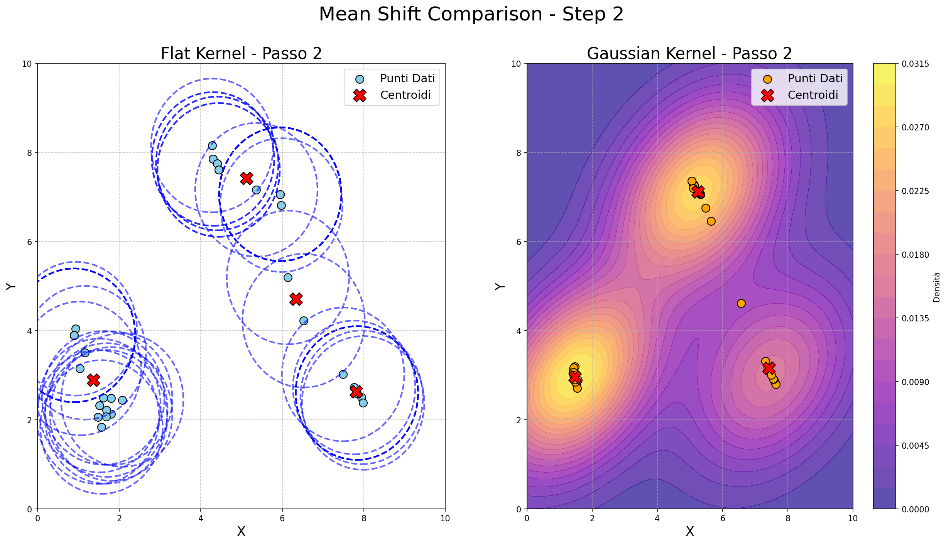 Mean Shift Comparison - Step 2
Flat Kernel - Passo 2
Punti Dati
Centroidi
Y
10
8
6
4
2
0
0 2 4 6 8 10
X
Gaussian Kernel - Passo 2
Punti Dati
Centroidi
Y
10
8
6
4
2
0
0 2 4 6 8 10
X
0.0315
0.0270
0.0225
0.0180
0.0135
0.0090
0.0045
0.0000
Densità